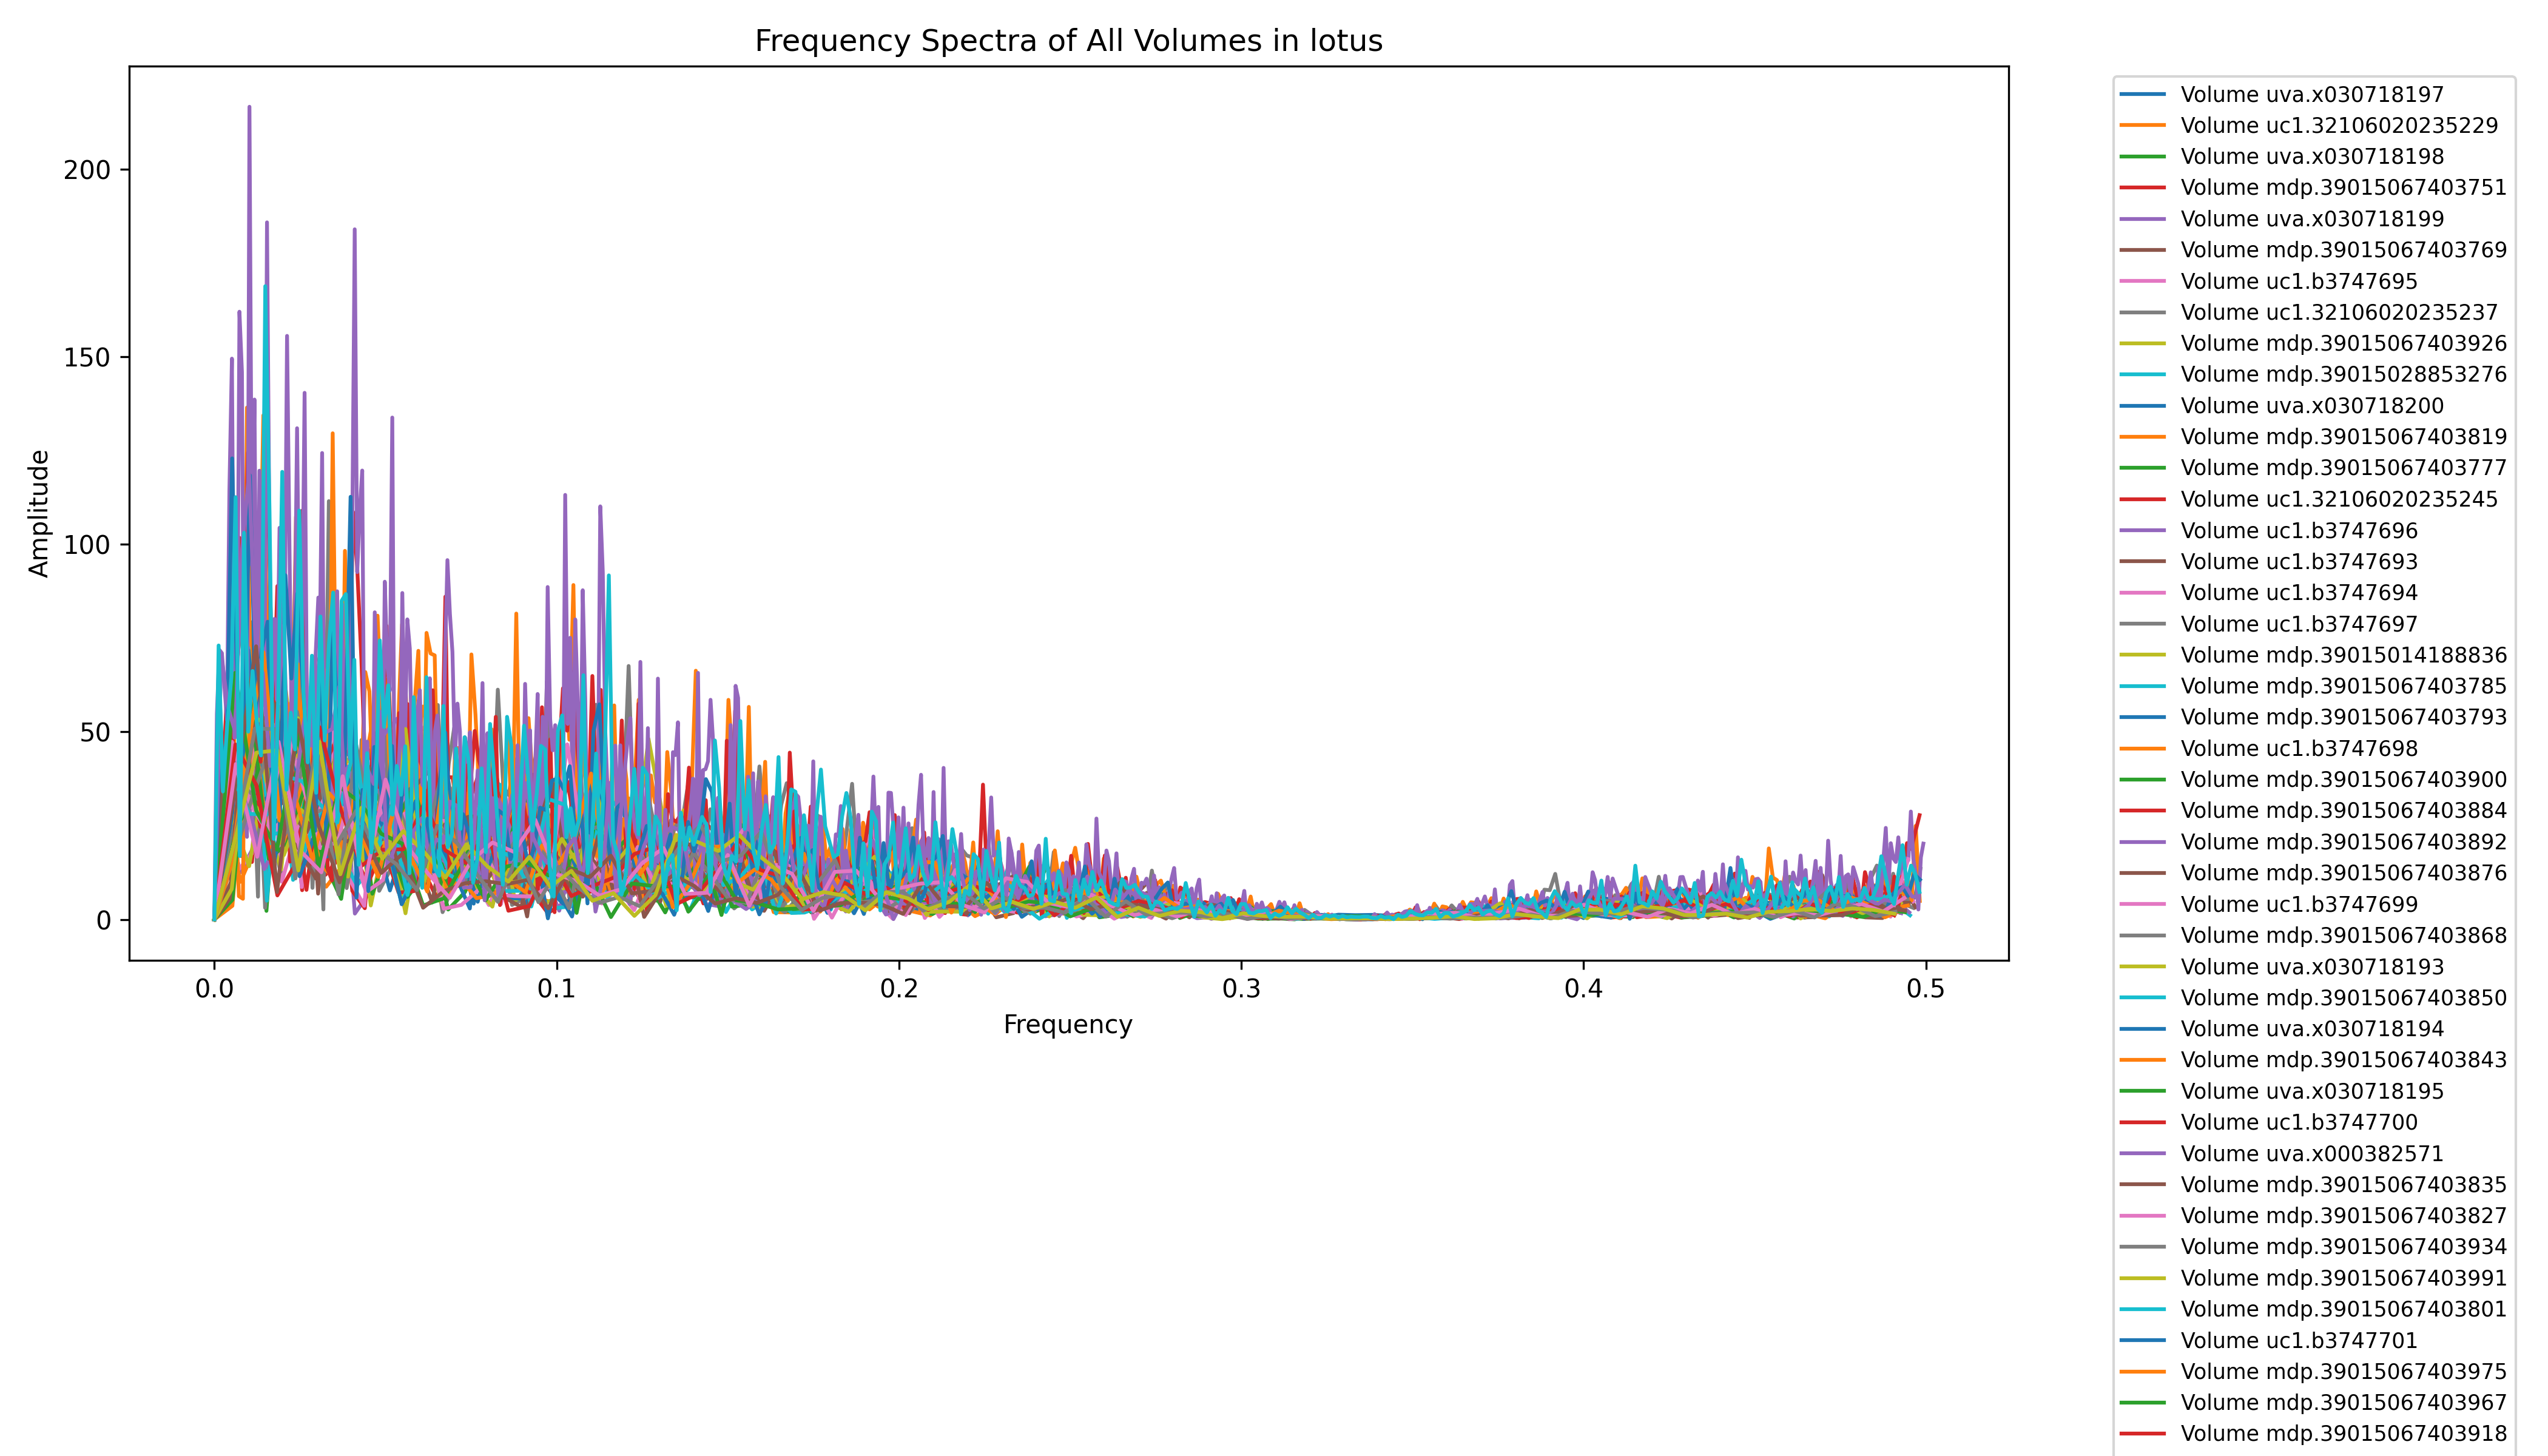 Frequency Spectra of All Volumes in lotus
Amplitude
200
150
100
50
0
0.0 0.1 0.2 0.3 0.4 0.5
Frequency
Volume uva.x030718197
Volume uc1.32106020235229
Volume uva.x030718198
Volume mdp.39015067403751
Volume uva.x030718199
Volume mdp.39015067403769
Volume uc1.b3747695
Volume uc1.32106020235237
Volume mdp.39015067403926
Volume mdp.39015028853276
Volume uva.x030718200
Volume mdp.39015067403819
Volume mdp.39015067403777
Volume uc1.32106020235245
Volume uc1.b3747696
Volume uc1.b3747693
Volume uc1.b3747694
Volume uc1.b3747697
Volume mdp.39015014188836
Volume mdp.39015067403785
Volume mdp.39015067403793
Volume uc1.b3747698
Volume mdp.39015067403900
Volume mdp.39015067403884
Volume mdp.39015067403892
Volume mdp.39015067403876
Volume uc1.b3747699
Volume mdp.39015067403868
Volume uva.x030718193
Volume mdp.39015067403850
Volume uva.x030718194
Volume mdp.39015067403843
Volume uva.x030718195
Volume uc1.b3747700
Volume uva.x000382571
Volume mdp.39015067403835
Volume mdp.39015067403827
Volume mdp.39015067403934
Volume mdp.39015067403991
Volume mdp.39015067403801
Volume uc1.b3747701
Volume mdp.39015067403975
Volume mdp.39015067403967
Volume mdp.39015067403918